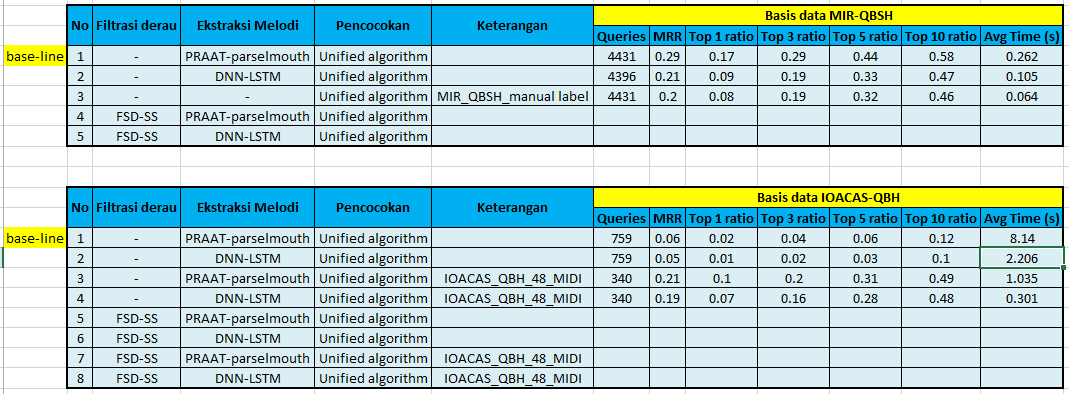 No Filtrasi derau Ekstraksi Melodi Pencocokan Keterangan Basis data MIR-QBSH
Queries MRR Top 1 ratio Top 3 ratio Top 5 ratio Top 10 ratio Avg Time (s)
base-line 1 - PRAAT-parselmouth Unified algorithm 4431 0.29 0.17 0.29 0.44 0.58 0.262
2 - DNN-LSTM Unified algorithm 4396 0.21 0.09 0.19 0.33 0.47 0.105
3 - - Unified algorithm MIR_QBSH_manual label 4431 0.2 0.08 0.19 0.32 0.46 0.064
4 FSD-SS PRAAT-parselmouth Unified algorithm
5 FSD-SS DNN-LSTM Unified algorithm
No Filtrasi derau Ekstraksi Melodi Pencocokan Keterangan Basis data IOACAS-QBH
Queries MRR Top 1 ratio Top 3 ratio Top 5 ratio Top 10 ratio Avg Time (s)
base-line 1 - PRAAT-parselmouth Unified algorithm 759 0.06 0.02 0.04 0.06 0.12 8.14
2 - DNN-LSTM Unified algorithm 759 0.05 0.01 0.02 0.03 0.1 2.206
3 - PRAAT-parselmouth Unified algorithm IOACAS_QBH_48_MIDI 340 0.21 0.1 0.2 0.31 0.49 1.035
4 - DNN-LSTM Unified algorithm IOACAS_QBH_48_MIDI 340 0.19 0.07 0.16 0.28 0.48 0.301
5 FSD-SS PRAAT-parselmouth Unified algorithm
6 FSD-SS DNN-LSTM Unified algorithm
7 FSD-SS PRAAT-parselmouth Unified algorithm IOACAS_QBH_48_MIDI
8 FSD-SS DNN-LSTM Unified algorithm IOACAS_QBH_48_MIDI